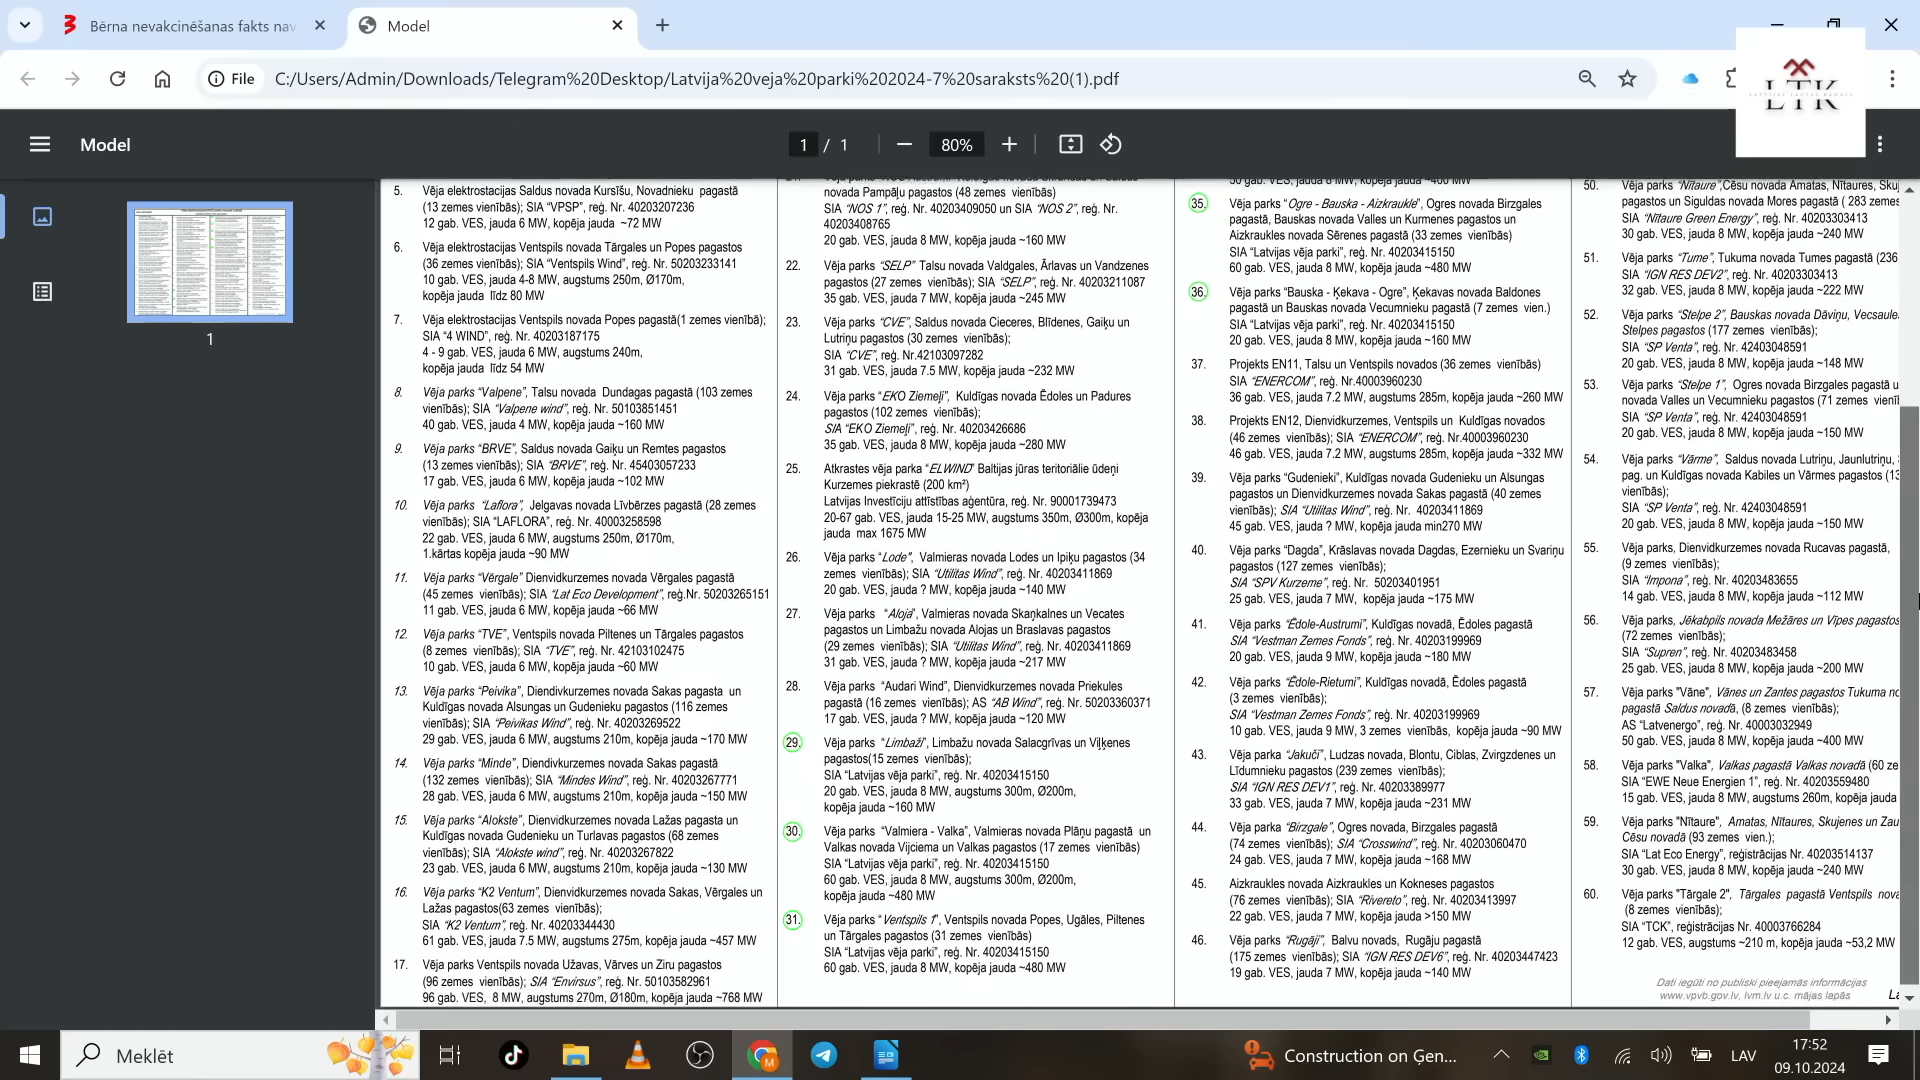 Bērna nevakcinēšanas fakts nav
Model
File
C:/Users/Admin/Downloads/Telegram%20Desktop/Latvija%20veja%20parki%202024-7%20saraksts%20(1).pdf
LTK
Model
1 / 1
80%
1
5. Vēja elektrostacijas Saldus novada Kursīšu, Novadnieku pagastā
(13 zemes vienības); SIA "VPSP", reģ. Nr. 40203207236
12 gab. VES, jauda 6 MW, kopēja jauda ~72 MW
6. Vēja elektrostacijas Ventspils novada Tārgales un Popes pagastos
(36 zemes vienības); SIA “Ventspils Wind”, reģ. Nr. 50203233141
10 gab. VES, jauda 4-8 MW, augstums 250m, Ø170m,
kopēja jauda līdz 80 MW
7. Vēja elektrostacijas Ventspils novada Popes pagastā(1 zemes vienībā);
SIA “4 WIND”, reģ. Nr. 40203187175
4 - 9 gab. VES, jauda 6 MW, augstums 240m,
kopēja jauda līdz 54 MW
8. Vēja parks “Valpene”, Talsu novada Dundagas pagastā (103 zemes
vienībās); SIA “Valpene wind”, reģ. Nr. 50103851451
40 gab. VES, jauda 4 MW, kopēja jauda ~160 MW
9. Vēja parks “BRVE”, Saldus novada Gaiķu un Remtes pagastos
(13 zemes vienībās); SIA “BRVE”, reģ. Nr. 45403057233
17 gab. VES, jauda 6 MW, kopēja jauda ~102 MW
10. Vēja parks “Laflora”, Jelgavas novada Līvbērzes pagastā (28 zemes
vienības); SIA “LAFLORA”, reģ. Nr. 40003258598
22 gab. VES, jauda 6 MW, augstums 250m, Ø170m,
1.kārtas kopēja jauda ~90 MW
11. Vēja parks “Vērgale” Dienvidkurzemes novada Vērgales pagastā
(45 zemes vienības); SIA “Lat Eco Development”, reģ.Nr. 50203265151
11 gab. VES, jauda 6 MW, kopēja jauda ~66 MW
12. Vēja parks “TVE”, Ventspils novada Piltenes un Tārgales pagastos
(8 zemes vienībās); SIA “TVE”, reģ. Nr. 42103102475
10 gab. VES, jauda 6 MW, kopēja jauda ~60 MW
13. Vēja parks “Peivika”, Diendivkurzemes novada Sakas pagasta un
Kuldīgas novada Alsungas un Gudenieku pagastos (116 zemes
vienībās); SIA “Peivikas Wind”, reģ. Nr. 40203269522
29 gab. VES, jauda 6 MW, augstums 210m, kopēja jauda ~170 MW
14. Vēja parks “Minde”, Diendivkurzemes novada Sakas pagastā
(132 zemes vienībās); SIA “Mindes Wind”, reģ. Nr. 40203267771
28 gab. VES, jauda 6 MW, augstums 210m, kopēja jauda ~150 MW
15. Vēja parks “Alokste”, Dienvidkurzemes novada Lažas pagasta un
Kuldīgas novada Gudenieku un Turlavas pagastos (68 zemes
vienībās); SIA “Alokste wind”, reģ. Nr. 40203267822
23 gab. VES, jauda 6 MW, augstums 210m, kopēja jauda ~130 MW
16. Vēja parks “K2 Ventum”, Dienvidkurzemes novada Sakas, Vērgales un
Lažas pagastos(63 zemes vienībās);
SIA “K2 Ventum”, reģ. Nr. 40203344430
61 gab. VES, jauda 7.5 MW, augstums 275m, kopēja jauda ~457 MW
17. Vēja parks Ventspils novada Užavas, Vārves un Ziru pagastos
(96 zemes vienības); SIA “Envirsus”, reģ. Nr. 50103582961
96 gab. VES, 8 MW, augstums 270m, Ø180m, kopēja jauda ~768 MW
novada Pampāļu pagastos (48 zemes vienības)
SIA “NOS 1”, reģ. Nr. 40203409050 un SIA “NOS 2”, reģ. Nr.
40203408765
20 gab. VES, jauda 8 MW, kopēja jauda ~160 MW
22. Vēja parks “SELP” Talsu novada Valdgales, Ārlavas un Vandzenes
pagastos (27 zemes vienības); SIA “SELP”, reģ. Nr. 40203211087
35 gab. VES, jauda 7 MW, kopēja jauda ~245 MW
23. Vēja parks “CVE”, Saldus novada Cieceres, Blīdenes, Gaiķu un
Lutriņu pagastos (30 zemes vienībās);
SIA “CVE”, reģ. Nr.42103097282
31 gab. VES, jauda 7.5 MW, kopēja jauda ~232 MW
24. Vēja parks “EKO Ziemeļi”, Kuldīgas novada Ēdoles un Padures
pagastos (102 zemes vienībās);
SIA “EKO Ziemeļi”, reģ. Nr. 40203426686
35 gab. VES, jauda 8 MW, kopēja jauda ~280 MW
25. Atkrastes vēja parka “ELWIND” Baltijas jūras teritoriālie ūdeņi
Kurzemes piekrastē (200 km²)
Latvijas Investīciju attīstības aģentūra, reģ. Nr. 90001739473
20-67 gab. VES, jauda 15-25 MW, augstums 350m, Ø300m, kopēja
jauda max 1675 MW
26. Vēja parks “Lode”, Valmieras novada Lodes un Ipiķu pagastos (34
zemes vienībās); SIA “Utilitas Wind”, reģ. Nr. 40203411869
20 gab. VES, jauda ? MW, kopēja jauda ~140 MW
27. Vēja parks “Aloja”, Valmieras novada Skaņkalnes un Vecates
pagastos un Limbažu novada Alojas un Braslavas pagastos
(29 zemes vienībās); SIA “Utilitas Wind”, reģ. Nr. 40203411869
31 gab. VES, jauda ? MW, kopēja jauda ~217 MW
28. Vēja parks “Audari Wind”, Dienvidkurzemes novada Priekules
pagastā (16 zemes vienībās); AS “AB Wind”, reģ. Nr. 50203360371
17 gab. VES, jauda ? MW, kopēja jauda ~120 MW
29. Vēja parks “Limbaži”, Limbažu novada Salacgrīvas un Viļķenes
pagastos(15 zemes vienībās);
SIA “Latvijas vēja parki”, reģ. Nr. 40203415150
20 gab. VES, jauda 8 MW, augstums 300m, Ø200m,
kopēja jauda ~160 MW
30. Vēja parks “Valmiera - Valka”, Valmieras novada Plāņu pagastā un
Valkas novada Vijciema un Valkas pagastos (17 zemes vienībās)
SIA “Latvijas vēja parki”, reģ. Nr. 40203415150
60 gab. VES, jauda 8 MW, augstums 300m, Ø200m,
kopēja jauda ~480 MW
31. Vēja parks “Ventspils 1”, Ventspils novada Popes, Ugāles, Piltenes
un Tārgales pagastos (31 zemes vienībās)
SIA “Latvijas vēja parki”, reģ. Nr. 40203415150
60 gab. VES, jauda 8 MW, kopēja jauda ~480 MW
50 gab. VES, jauda 8 MW, kopēja jauda ~400 MW
35. Vēja parks “Ogre - Bauska - Aizkraukle”, Ogres novada Birzgales
pagastā, Bauskas novada Valles un Kurmenes pagastos un
Aizkraukles novada Sērenes pagastā (33 zemes vienībās)
SIA “Latvijas vēja parki”, reģ. Nr. 40203415150
60 gab. VES, jauda 8 MW, kopēja jauda ~480 MW
36. Vēja parks “Bauska - Ķekava - Ogre”, Ķekavas novada Baldones
pagastā un Bauskas novada Vecumnieku pagastā (7 zemes vien.)
SIA “Latvijas vēja parki”, reģ. Nr. 40203415150
20 gab. VES, jauda 8 MW, kopēja jauda ~160 MW
37. Projekts EN11, Talsu un Ventspils novados (36 zemes vienībās)
SIA “ENERCOM”, reģ. Nr.40003960230
36 gab. VES, jauda 7.2 MW, augstums 285m, kopēja jauda ~260 MW
38. Projekts EN12, Dienvidkurzemes, Ventspils un Kuldīgas novados
(46 zemes vienībās); SIA “ENERCOM”, reģ. Nr.40003960230
46 gab. VES, jauda 7.2 MW, augstums 285m, kopēja jauda ~332 MW
39. Vēja parks “Gudenieki”, Kuldīgas novada Gudenieku un Alsungas
pagastos un Dienvidkurzemes novada Sakas pagastā (40 zemes
vienībās); SIA “Utilitas Wind”, reģ. Nr. 40203411869
45 gab. VES, jauda ? MW, kopēja jauda min270 MW
40. Vēja parks “Dagda”, Krāslavas novada Dagdas, Ezernieku un Svariņu
pagastos (127 zemes vienībās);
SIA “SPV Kurzeme”, reģ. Nr. 50203401951
25 gab. VES, jauda 7 MW, kopēja jauda ~175 MW
41. Vēja parks “Ēdole-Austrumi”, Kuldīgas novadā, Ēdoles pagastā
SIA “Vestman Zemes Fonds”, reģ. Nr. 40203199969
20 gab. VES, jauda 9 MW, kopēja jauda ~180 MW
42. Vēja parks “Ēdole-Rietumi”, Kuldīgas novadā, Ēdoles pagastā
(3 zemes vienībās);
SIA “Vestman Zemes Fonds”, reģ. Nr. 40203199969
10 gab. VES, jauda 9 MW, 3 zemes vienībās, kopēja jauda ~90 MW
43. Vēja parka “Jakuči”, Ludzas novada, Blontu, Ciblas, Zvirgzdenes un
Līdumnieku pagastos (239 zemes vienībās);
SIA “IGN RES DEV1”, reģ. Nr. 40203389977
33 gab. VES, jauda 7 MW, kopēja jauda ~231 MW
44. Vēja parka “Birzgale”, Ogres novada, Birzgales pagastā
(74 zemes vienībās); SIA “Crosswind”, reģ. Nr. 40203060470
24 gab. VES, jauda 7 MW, kopēja jauda ~168 MW
45. Aizkraukles novada Aizkraukles un Kokneses pagastos
(76 zemes vienībās); SIA “Rivereto”, reģ. Nr. 40203413997
22 gab. VES, jauda 7 MW, kopēja jauda >150 MW
46. Vēja parks “Rugāji”, Balvu novads, Rugāju pagastā
(175 zemes vienībās); SIA “IGN RES DEV6”, reģ. Nr. 40203447423
19 gab. VES, jauda 7 MW, kopēja jauda ~140 MW
50. Vēja parks “Nītaure”,Cēsu novada Amatas, Nītaures, Skuj
pagastos un Siguldas novada Mores pagastā ( 283 zemes
SIA “Nītaure Green Energy”, reģ. Nr. 40203303413
30 gab. VES, jauda 8 MW, kopēja jauda ~240 MW
51. Vēja parks “Tume”, Tukuma novada Tumes pagastā (236
SIA “IGN RES DEV2”, reģ. Nr. 40203303413
32 gab. VES, jauda 8 MW, kopēja jauda ~222 MW
52. Vēja parks “Stelpe 2”, Bauskas novada Dāviņu, Vecsaule
Stelpes pagastos (177 zemes vienībās);
SIA “SP Venta”, reģ. Nr. 42403048591
20 gab. VES, jauda 8 MW, kopēja jauda ~148 MW
53. Vēja parks “Stelpe 1”, Ogres novada Birzgales pagastā u
novada Valles un Vecumnieku pagastos (71 zemes vienīb
SIA “SP Venta”, reģ. Nr. 42403048591
20 gab. VES, jauda 8 MW, kopēja jauda ~150 MW
54. Vēja parks “Vārme”, Saldus novada Lutriņu, Jaunlutriņu,
pag. un Kuldīgas novada Kabiles un Vārmes pagastos (13
vienībās);
SIA “SP Venta”, reģ. Nr. 42403048591
20 gab. VES, jauda 8 MW, kopēja jauda ~150 MW
55. Vēja parks, Dienvidkurzemes novada Rucavas pagastā,
(9 zemes vienībās);
SIA “Impona”, reģ. Nr. 40203483655
14 gab. VES, jauda 8 MW, kopēja jauda ~112 MW
56. Vēja parks, Jēkabpils novada Mežāres un Vīpes pagastos
(72 zemes vienībās);
SIA “Supren”, reģ. Nr. 40203483458
25 gab. VES, jauda 8 MW, kopēja jauda ~200 MW
57. Vēja parks "Vāne", Vānes un Zantes pagastos Tukuma no
pagastā Saldus novadā, (8 zemes vienībās);
AS “Latvenergo”, reģ. Nr. 40003032949
50 gab. VES, jauda 8 MW, kopēja jauda ~400 MW
58. Vēja parks "Valka", Valkas pagastā Valkas novadā (60 ze
SIA “EWE Neue Energien 1”, reģ. Nr. 40203559480
15 gab. VES, jauda 8 MW, augstums 260m, kopēja jauda
59. Vēja parks "Nītaure", Amatas, Nītaures, Skujenes un Zau
Cēsu novadā (93 zemes vien.);
SIA “Lat Eco Energy”, reģistrācijas Nr. 40203514137
30 gab. VES, jauda 8 MW, kopēja jauda ~240 MW
60. Vēja parks "Tārgale 2", Tārgales pagastā Ventspils nova
(8 zemes vienībās);
SIA “TCK”, reģistrācijas Nr. 40003766284
12 gab. VES, augstums ~210 m, kopēja jauda ~53,2 MW
Dati iegūti no publiski pieejamās informācijas
www.vpvb.gov.lv, lvm.lv u.c. mājas lapās
La
Meklēt
Construction on Ģen...
LAV
17:52
09.10.2024